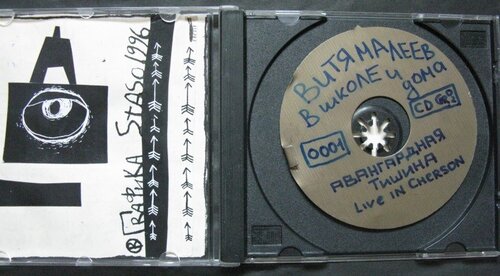 Графика STASO 1996
ВИТЯ МАЛЕЕВ
В ШКОЛЕ И
ДОМА
CD
0001
АВАНГАРДНАЯ
ТИШИНА
LIVE IN CHERSON